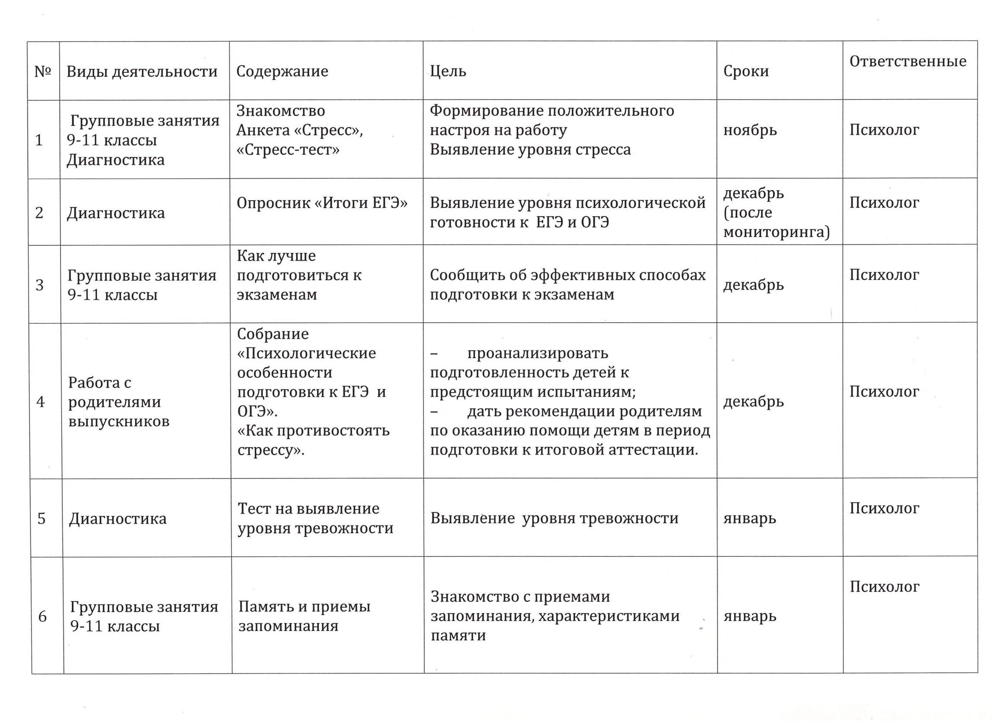 №
Виды деятельности
Содержание
Цель
Сроки
Ответственные
1
Групповые занятия
9-11 классы
Диагностика
Знакомство
Анкета «Стресс»,
«Стресс-тест»
Формирование положительного
настроя на работу
Выявление уровня стресса
ноябрь
Психолог
2
Диагностика
Опросник «Итоги ЕГЭ»
Выявление уровня психологической
готовности к ЕГЭ и ОГЭ
декабрь
(после
мониторинга)
Психолог
3
Групповые занятия
9-11 классы
Как лучше
подготовиться к
экзаменам
Сообщить об эффективных способах
подготовки к экзаменам
декабрь
Психолог
4
Работа с
родителями
выпускников
Собрание
«Психологические
особенности
подготовки к ЕГЭ и
ОГЭ».
«Как противостоять
стрессу».
– проанализировать
подготовленность детей к
предстоящим испытаниям;
– дать рекомендации родителям
по оказанию помощи детям в период
подготовки к итоговой аттестации.
декабрь
Психолог
5
Диагностика
Тест на выявление
уровня тревожности
Выявление уровня тревожности
январь
Психолог
6
Групповые занятия
9-11 классы
Память и приемы
запоминания
Знакомство с приемами
запоминания, характеристиками
памяти
январь
Психолог